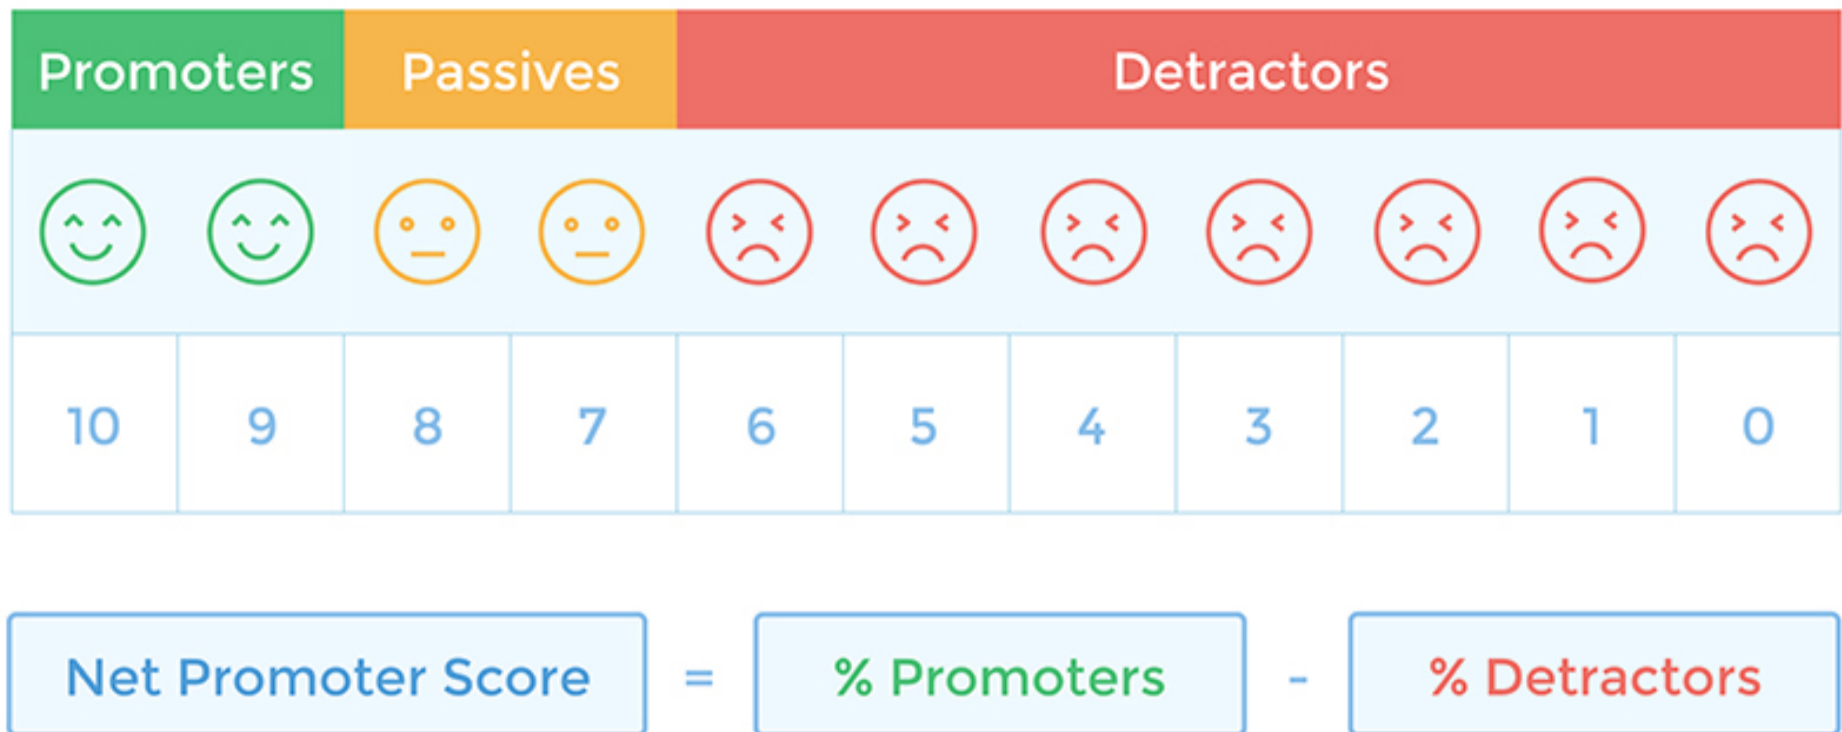 Promoters Passives Detractors
10 9 8 7 6 5 4 3 2 1 0
Net Promoter Score = % Promoters - % Detractors